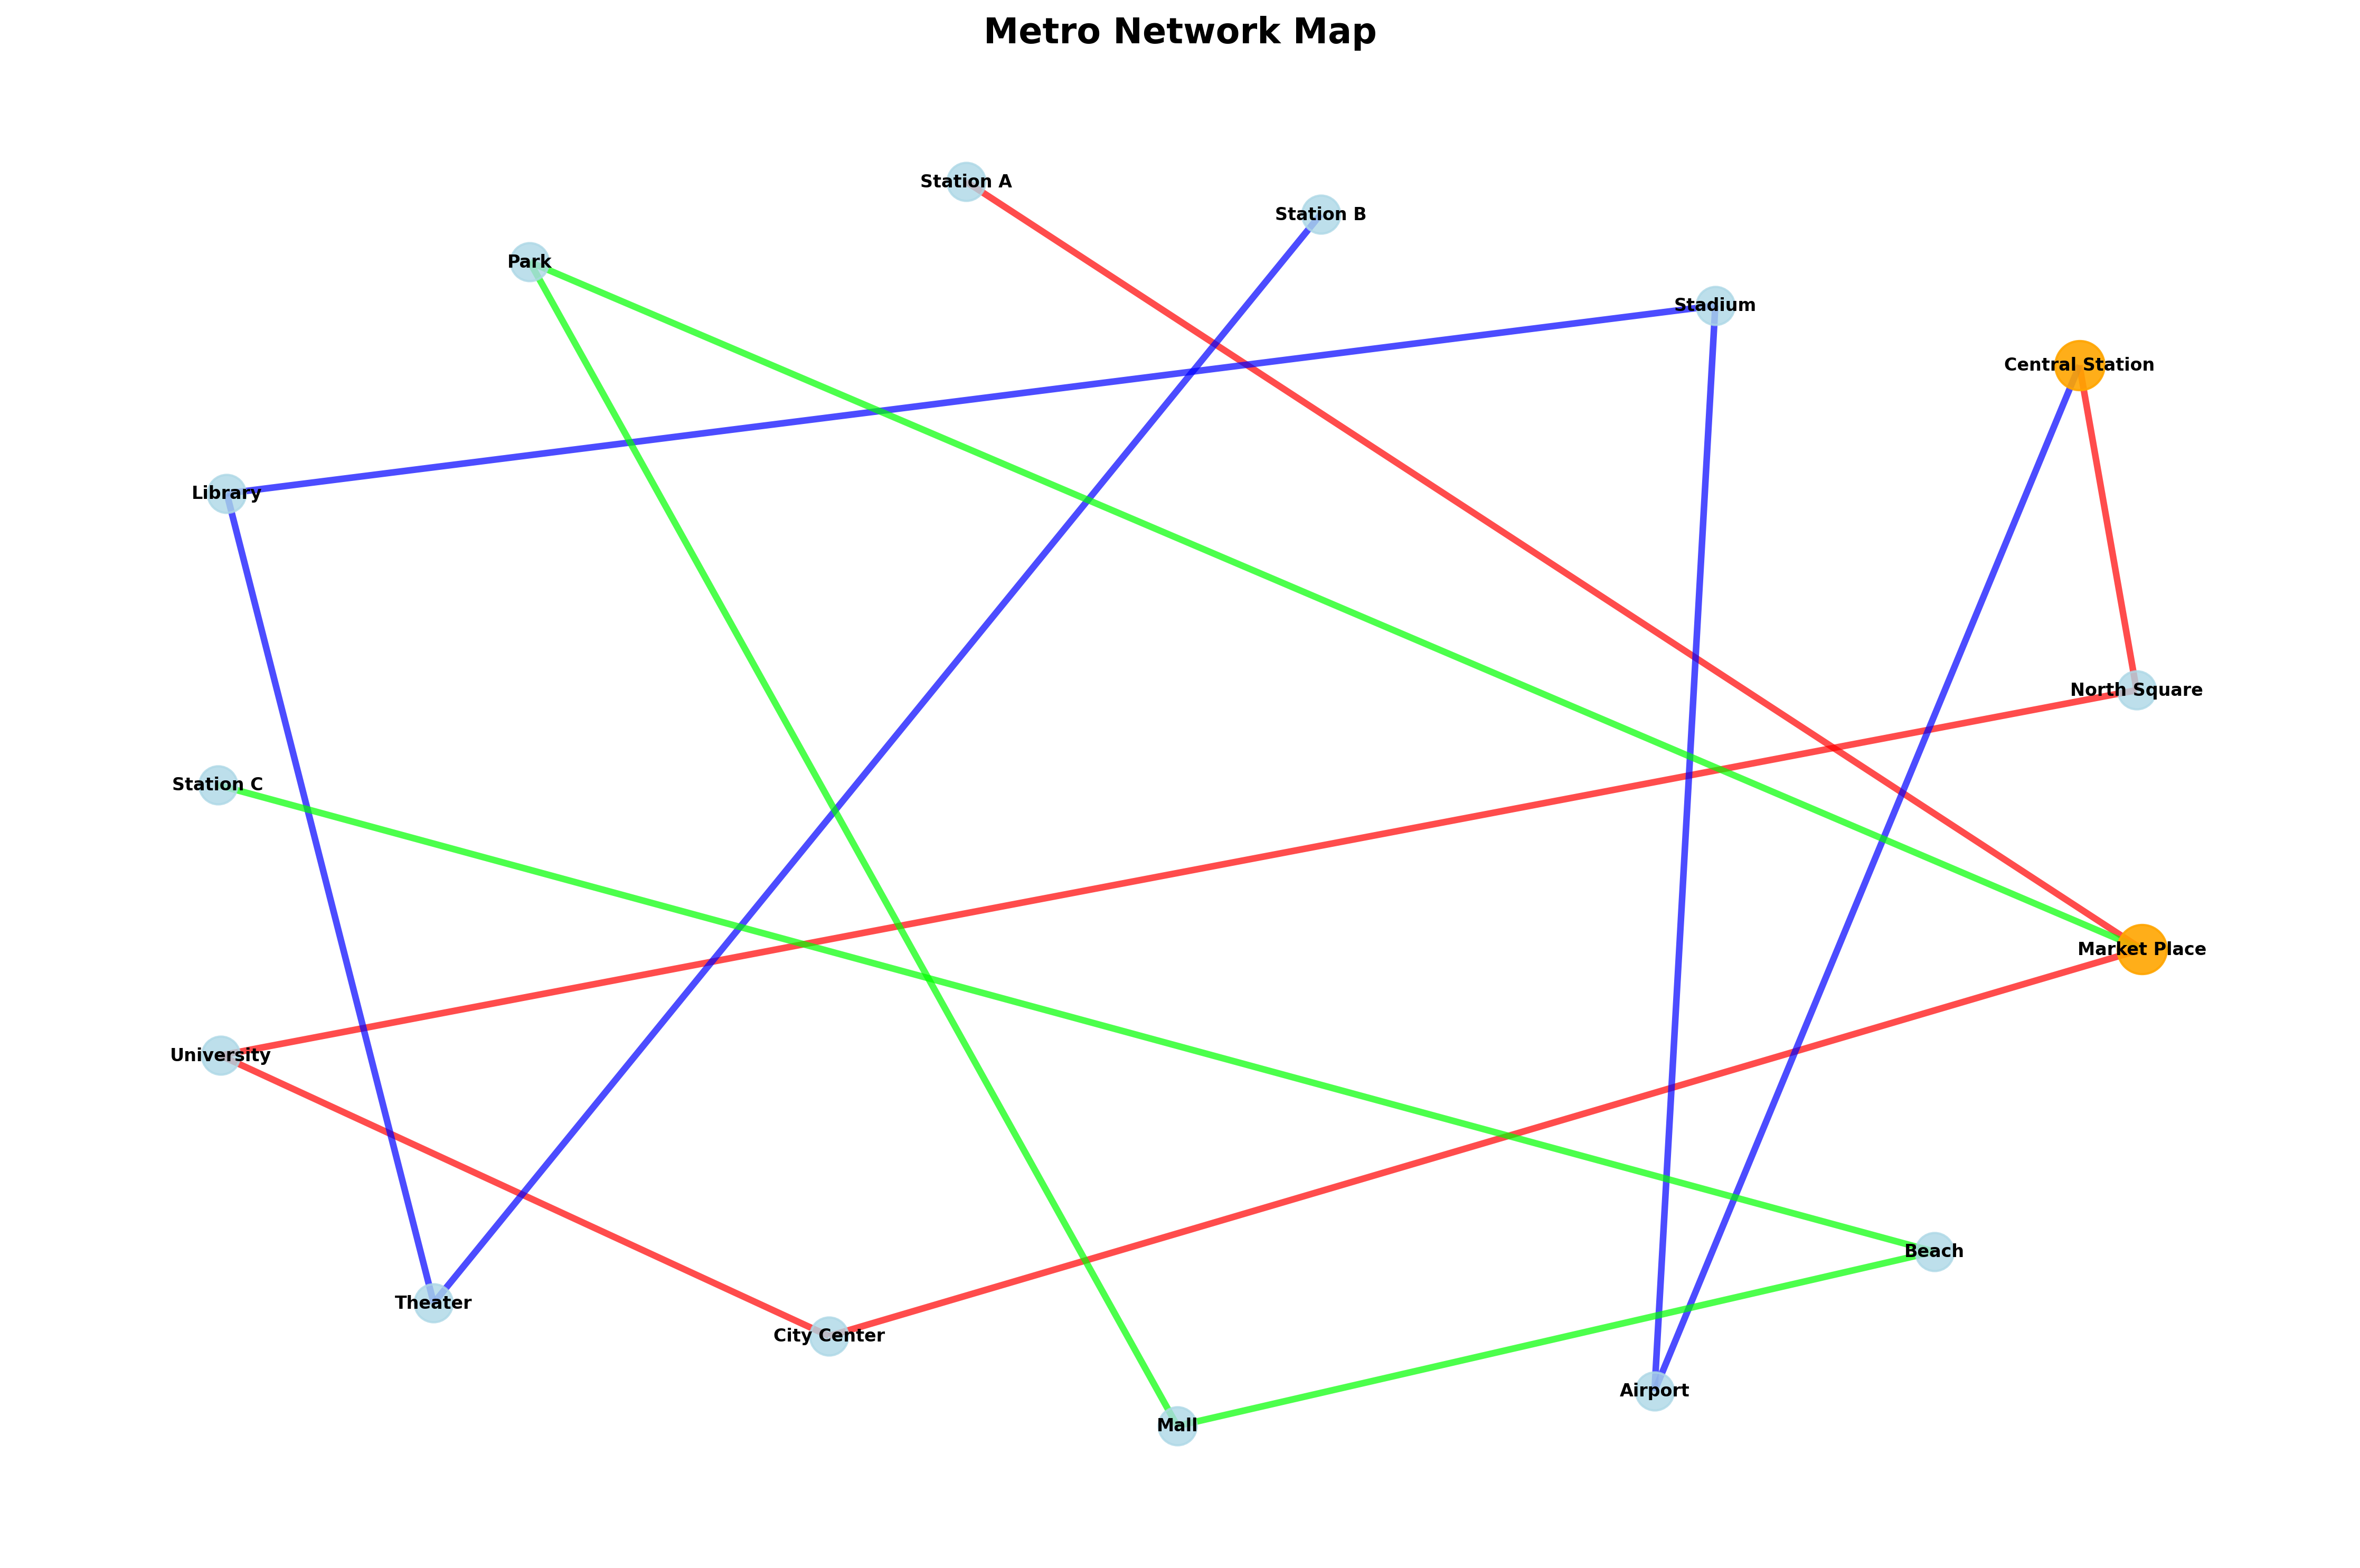 Metro Network Map
Station A
Station B
Park
Stadium
Central Station
Library
North Square
Station C
Market Place
University
Beach
Theater
City Center
Airport
Mall